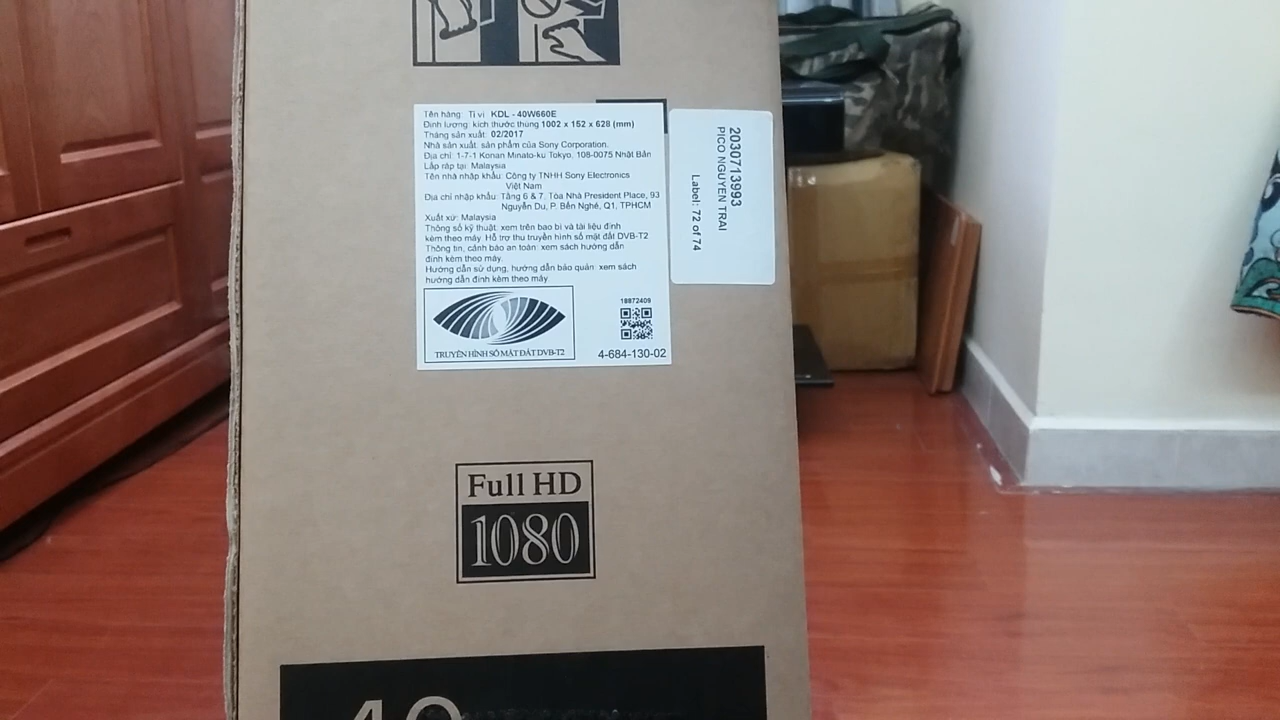 Tên hàng: Ti vi KDL - 40W660E
Định lượng: kích thước thùng 1002 x 152 x 628 (mm)
Tháng sản xuất: 02/2017
Nhà sản xuất: sản phẩm của Sony Corporation.
Địa chỉ: 1-7-1 Konan Minato-ku Tokyo, 108-0075 Nhật Bản
Lắp ráp tại: Malaysia
Tên nhà nhập khẩu: Công ty TNHH Sony Electronics
Việt Nam
Địa chỉ nhập khẩu: Tầng 6 & 7, Tòa Nhà President Place, 93
Nguyễn Du, P. Bến Nghé, Q1, TPHCM
Xuất xứ: Malaysia
Thông số kỹ thuật: xem trên bao bì và tài liệu đính
kèm theo máy. Hỗ trợ thu truyền hình số mặt đất DVB-T2
Thông tin, cảnh báo an toàn: xem sách hướng dẫn
đính kèm theo máy.
Hướng dẫn sử dụng, hướng dẫn bảo quản: xem sách
hướng dẫn đính kèm theo máy
TRUYỀN HÌNH SỐ MẶT ĐẤT DVB-T2
18872409
4-684-130-02
2030713993
PICO NGUYEN TRAI
Label: 72 of 74
Full HD
1080
40